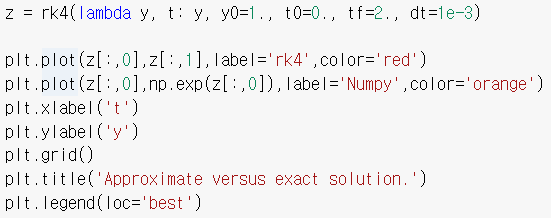 z = rk4(lambda y, t: y, y0=1., t0=0., tf=2., dt=1e-3)
plt.plot(z[:,0],z[:,1],label='rk4',color='red')
plt.plot(z[:,0],np.exp(z[:,0]),label='Numpy',color='orange')
plt.xlabel('t')
plt.ylabel('y')
plt.grid()
plt.title('Approximate versus exact solution.')
plt.legend(loc='best')